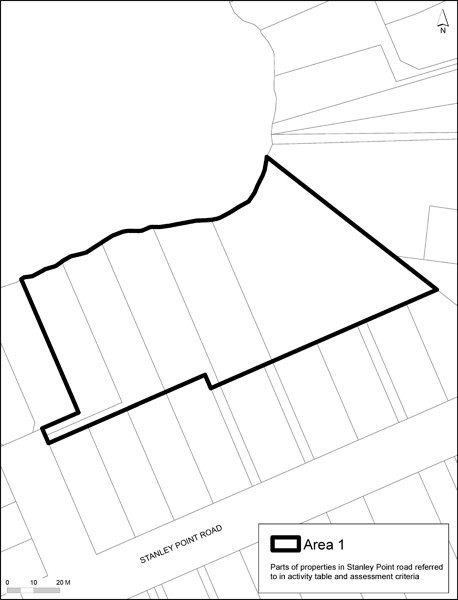 N
STANLEY POINT ROAD
Area 1
Parts of properties in Stanley Point road referred
to in activity table and assessment criteria
0 10 20 M